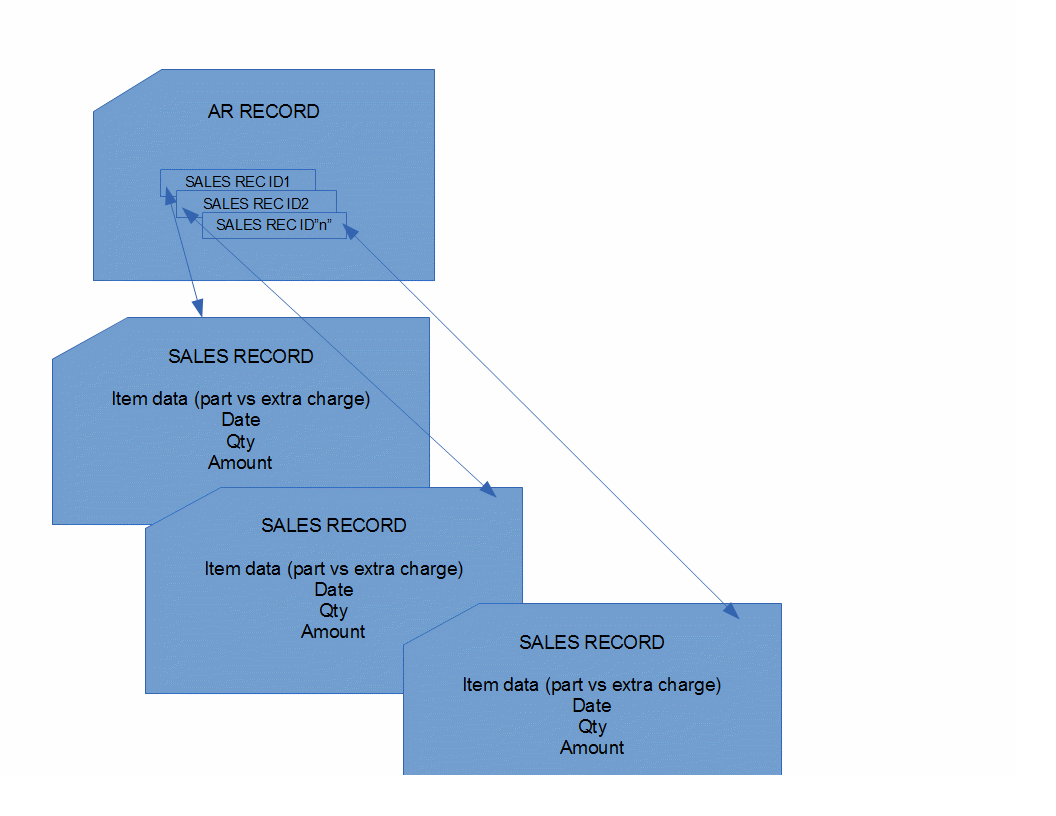 AR RECORD
SALES REC ID1
SALES REC ID2
SALES REC ID”n”
SALES RECORD
Item data (part vs extra charge)
Date
Qty
Amount
SALES RECORD
Item data (part vs extra charge)
Date
Qty
Amount
SALES RECORD
Item data (part vs extra charge)
Date
Qty
Amount